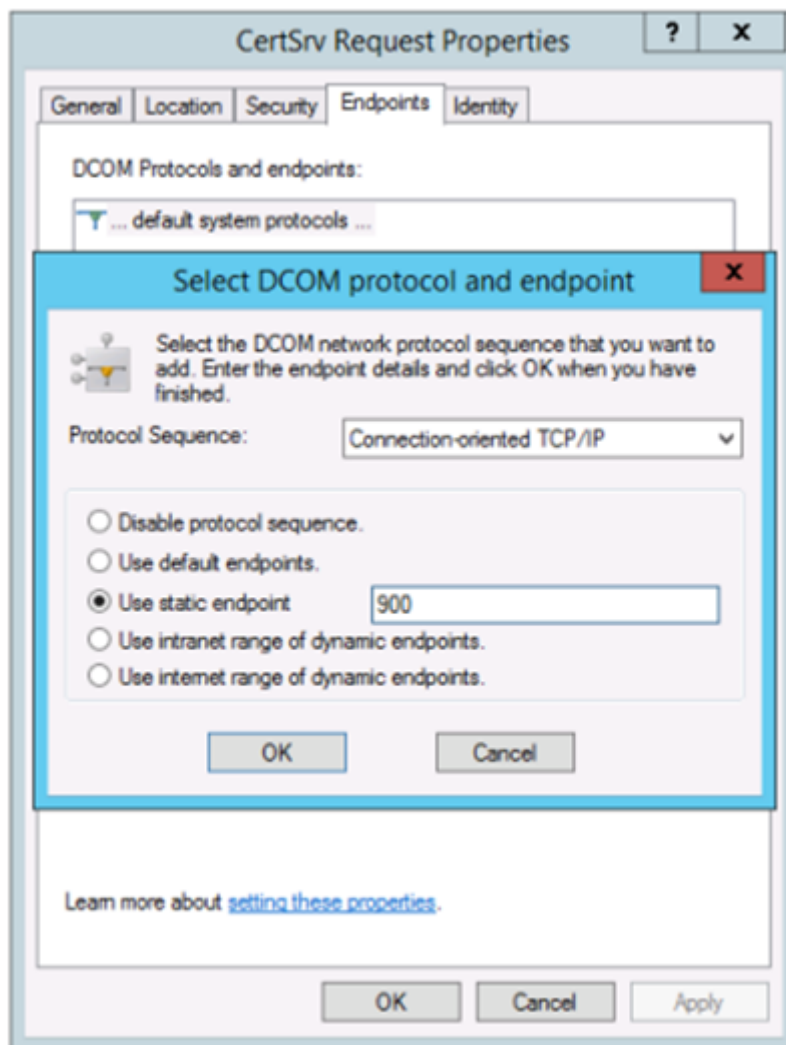 CertSrv Request Properties
? x
General Location Security Endpoints Identity
DCOM Protocols and endpoints:
... default system protocols ...
Select DCOM protocol and endpoint
x
Select the DCOM network protocol sequence that you want to
add. Enter the endpoint details and click OK when you have
finished.
Protocol Sequence: Connection-oriented TCP/IP
Disable protocol sequence.
Use default endpoints.
Use static endpoint 900
Use intranet range of dynamic endpoints.
Use internet range of dynamic endpoints.
OK Cancel
Learn more about setting these properties.
OK Cancel Apply